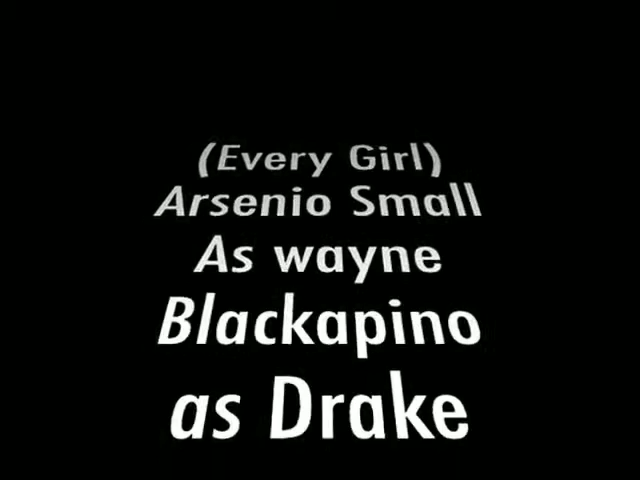 (Every Girl)
Arsenio Small
As wayne
Blackapino
as Drake